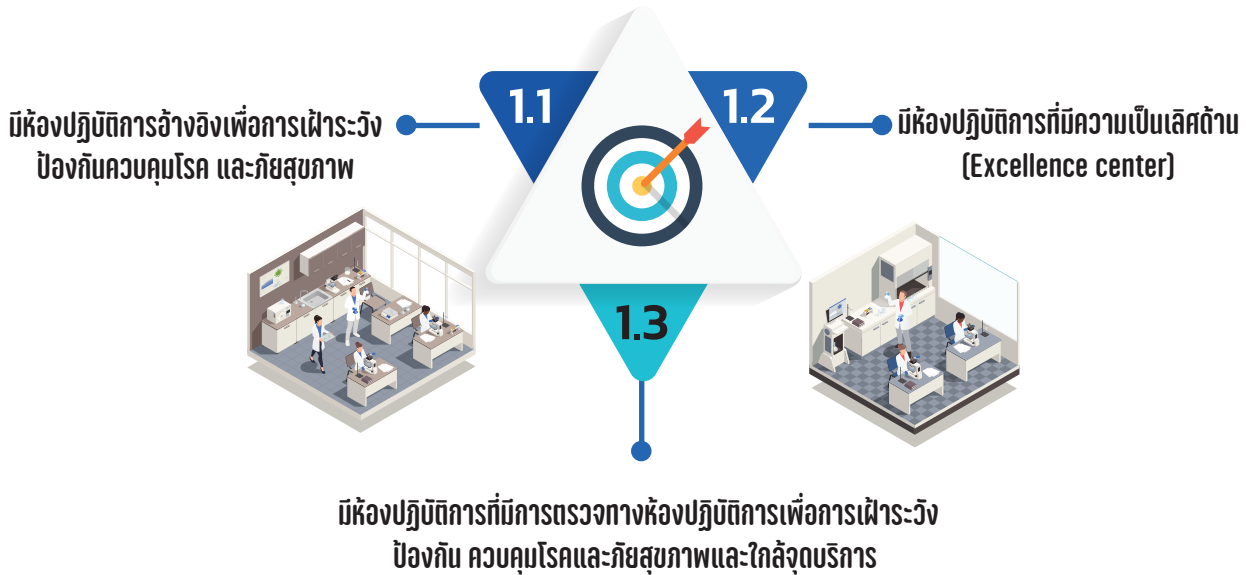 1.1
มีห้องปฏิบัติการอ้างอิงเพื่อการเฝ้าระวัง
ป้องกันควบคุมโรค และภัยสุขภาพ
1.2
มีห้องปฏิบัติการที่มีความเป็นเลิศด้าน
(Excellence center)
1.3
มีห้องปฏิบัติการที่มีการตรวจทางห้องปฏิบัติการเพื่อการเฝ้าระวัง
ป้องกัน ควบคุมโรคและภัยสุขภาพและใกล้จุดบริการ